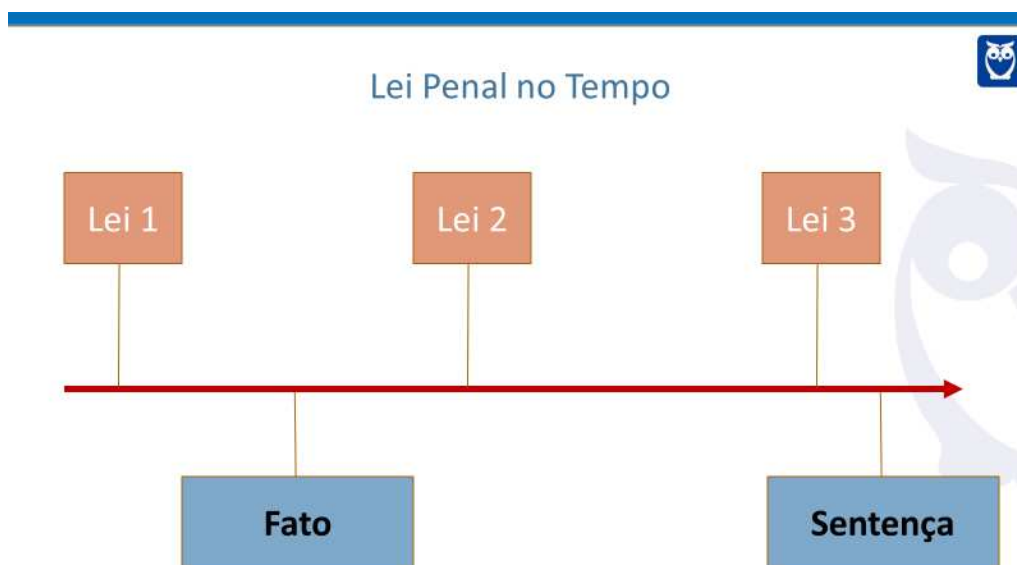 Lei Penal no Tempo
Lei 1
Lei 2
Lei 3
Fato
Sentença